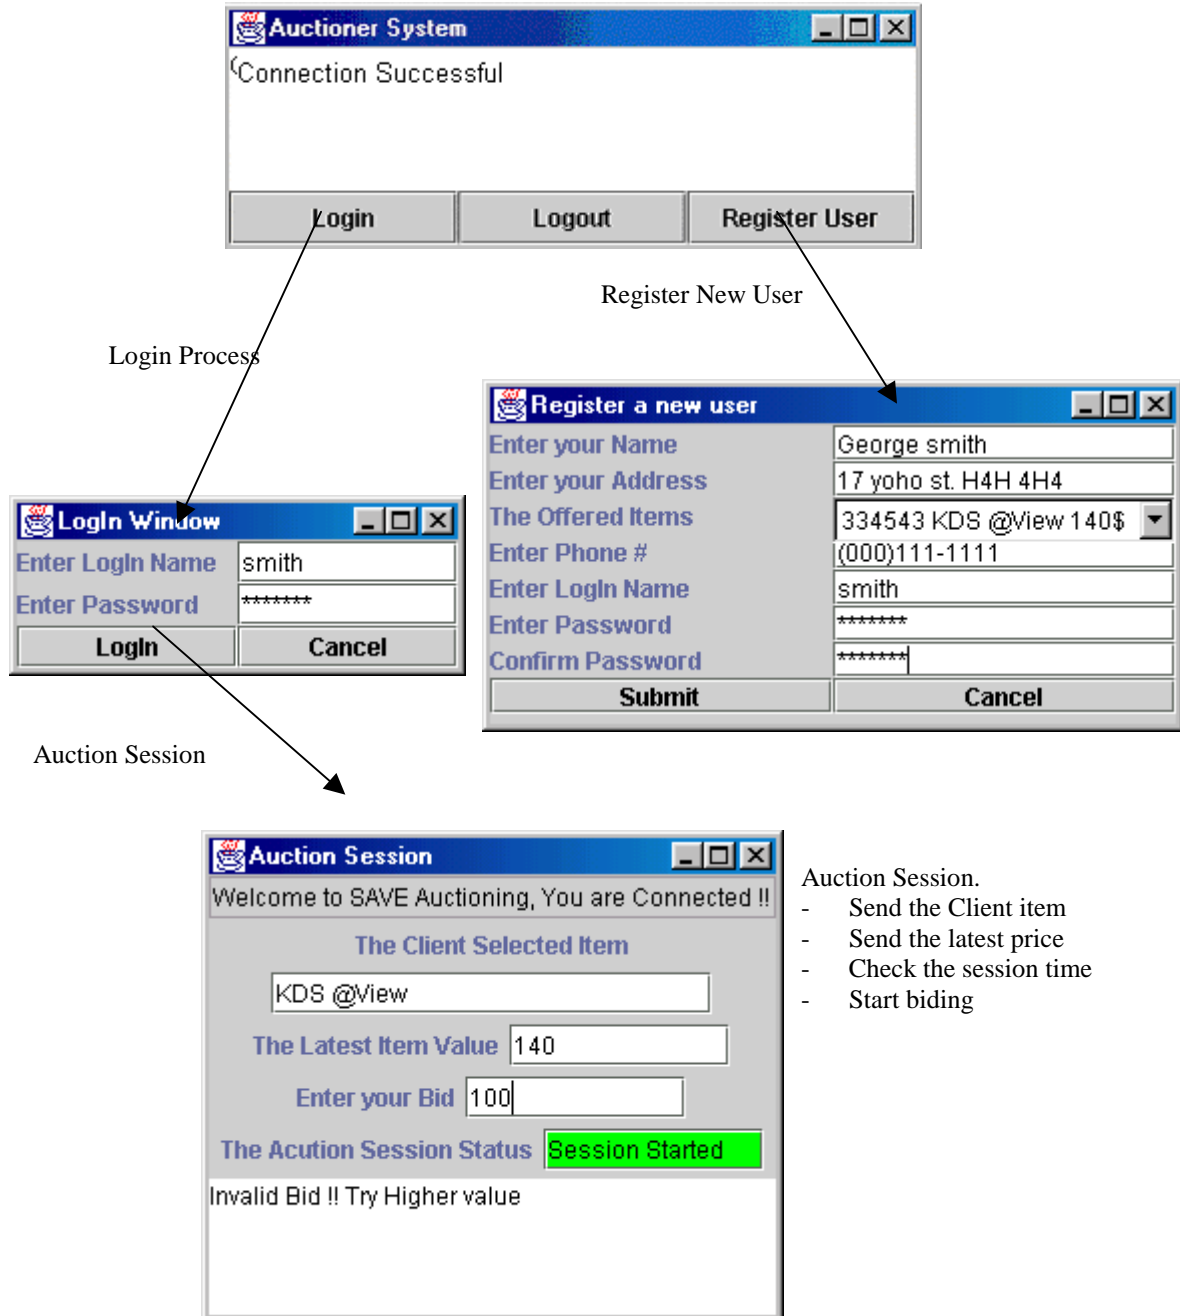 Auctioner System
Connection Successful
Login Logout Register User
Register New User
Login Process
Register a new user
Enter your Name George smith
Enter your Address 17 yoho st. H4H 4H4
The Offered Items 334543 KDS @View 140$
Enter Phone # (000)111-1111
Enter LogIn Name smith
Enter Password *******
Confirm Password *******
Submit Cancel
LogIn Window
Enter LogIn Name smith
Enter Password *******
LogIn Cancel
Auction Session
Auction Session
Welcome to SAVE Auctioning, You are Connected !!
The Client Selected Item
KDS @View
The Latest Item Value 140
Enter your Bid 100
The Acution Session Status Session Started
Invalid Bid !! Try Higher value
Auction Session.
- Send the Client item
- Send the latest price
- Check the session time
- Start biding